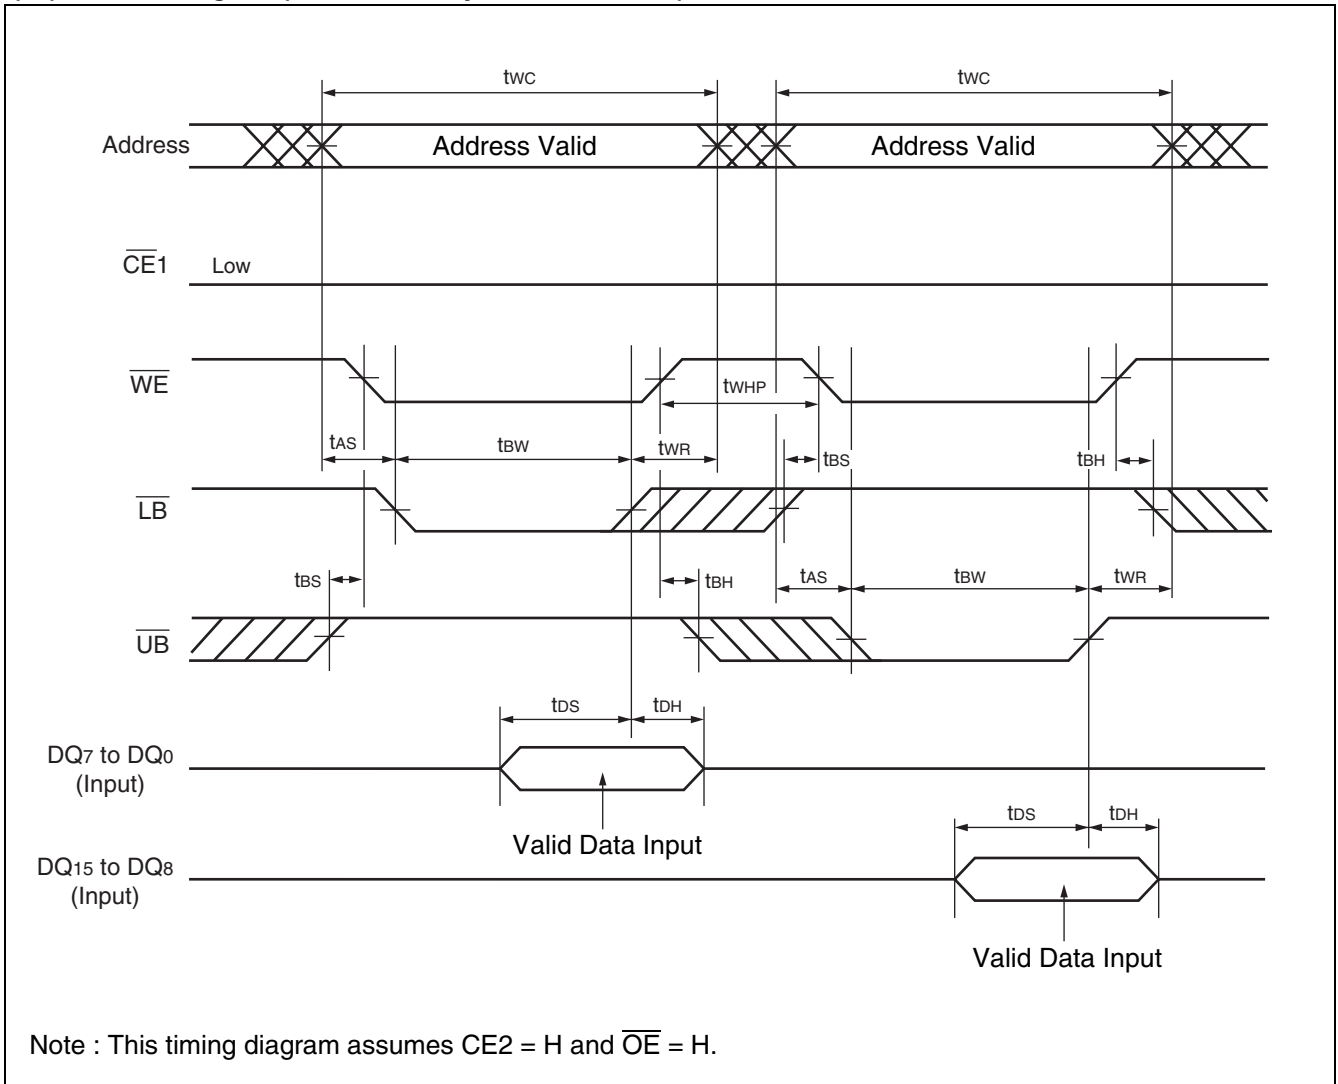 tWC tWC
Address Address Valid Address Valid
CE1 Low
WE
tWHP
tAS tBW tWR tBS tBH
LB
tBS tBH tAS tBW tWR
UB
tDS tDH
DQ7 to DQ0
(Input)
Valid Data Input
tDS tDH
DQ15 to DQ8
(Input)
Valid Data Input
Note : This timing diagram assumes CE2 = H and OE = H.